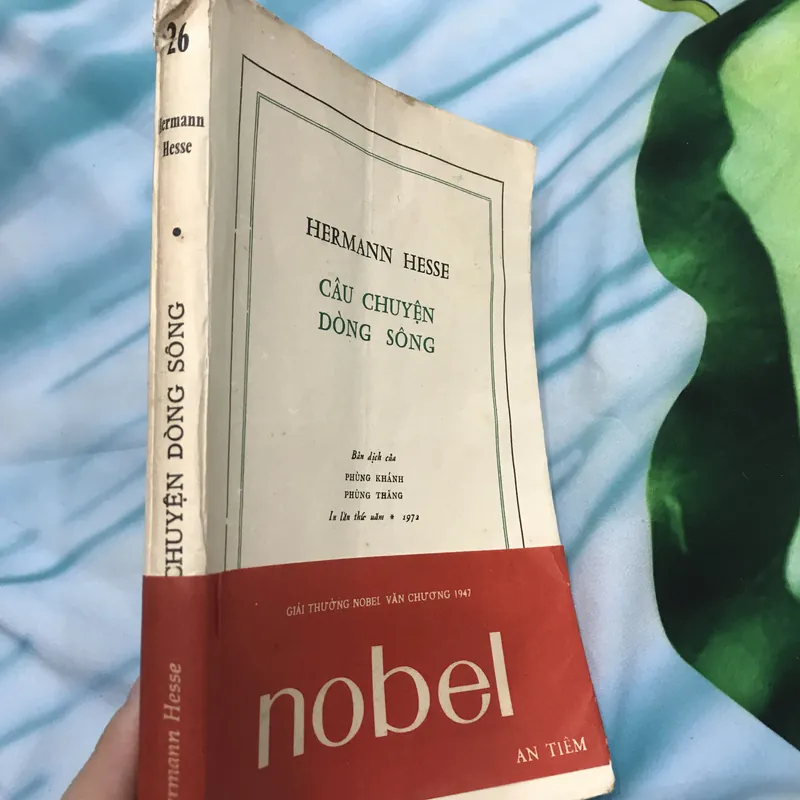 26
Hermann
Hesse
CHUYỆN DÒNG SÔNG
Hermann Hesse
HERMANN HESSE
CÂU CHUYỆN
DÒNG SÔNG
Bản dịch của
PHÙNG KHÁNH
PHÙNG THĂNG
In lần thứ năm * 1972
GIẢI THƯỞNG NOBEL VĂN CHƯƠNG 1947
nobel
AN TIÊM